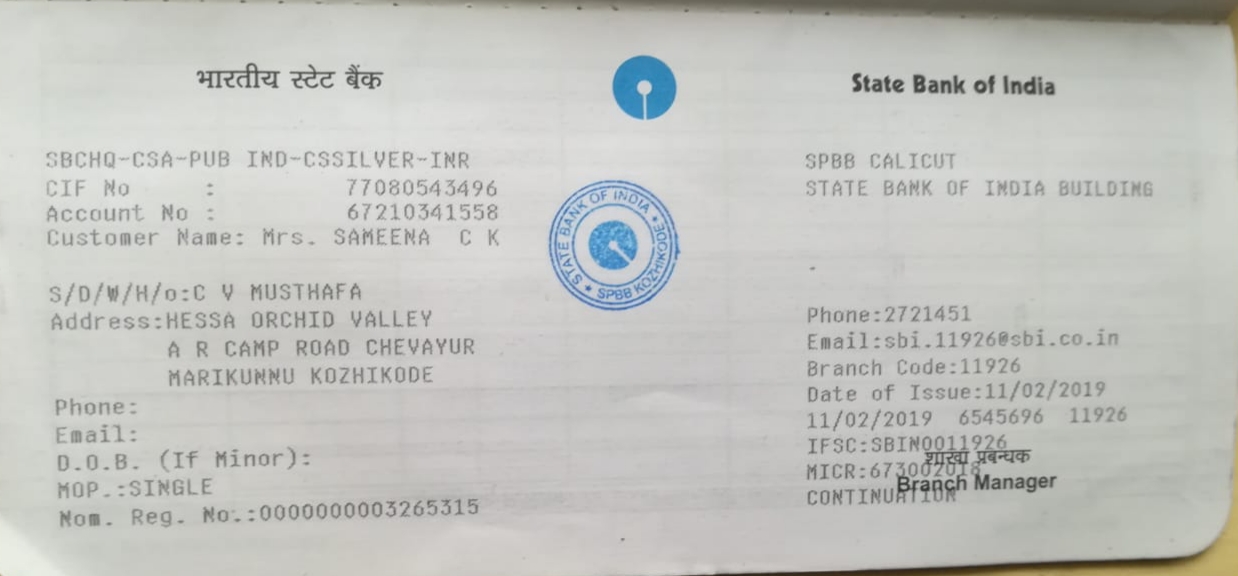 भारतीय स्टेट बैंक
State Bank of India
SBCHQ-CSA-PUB IND-CSSILVER-INR
CIF No : 77080543496
Account No : 67210341558
Customer Name: Mrs. SAMEENA C K
S/D/W/H/o:C V MUSTHAFA
Address:HESSA ORCHID VALLEY
A R CAMP ROAD CHEVAYUR
MARIKUNNU KOZHIKODE
Phone:
Email:
D.O.B. (If Minor):
MOP.:SINGLE
Nom. Reg. No.:0000000003265315
STATE BANK OF INDIA
SPBB KOZHIKODE
SPBB CALICUT
STATE BANK OF INDIA BUILDING
Phone:2721451
Email:sbi.11926@sbi.co.in
Branch Code:11926
Date of Issue:11/02/2019
11/02/2019 6545696 11926
IFSC:SBIN0011926
शाखा प्रबन्धक
MICR:673002018
Branch Manager
CONTINUATION